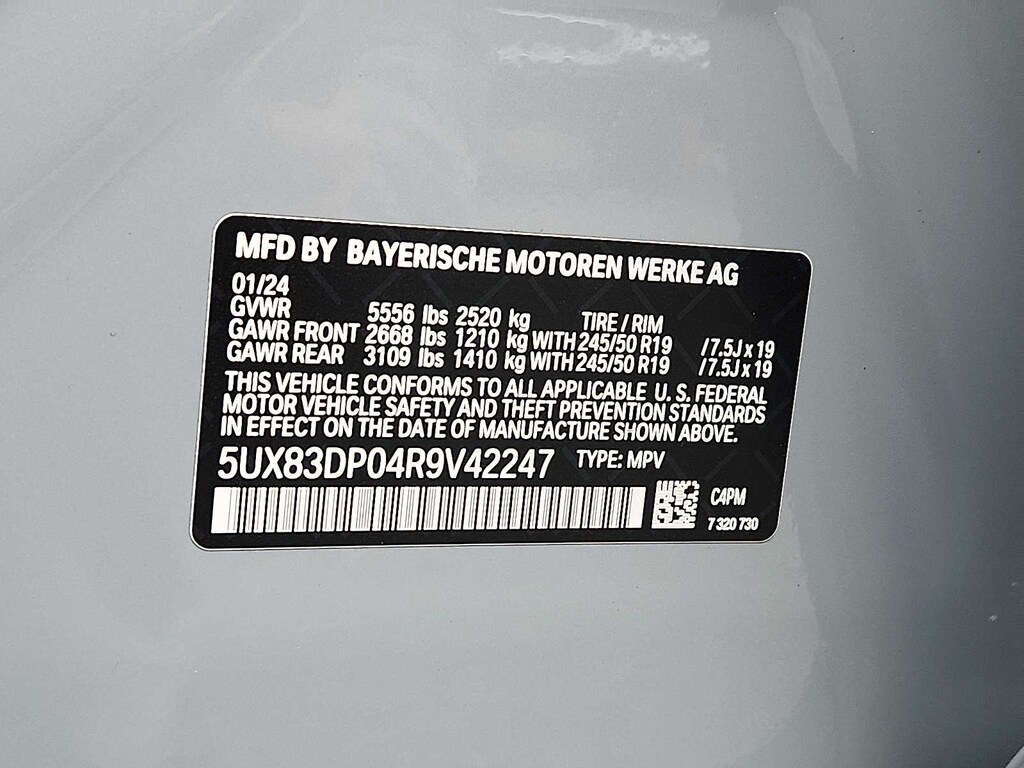 MFD BY BAYERISCHE MOTOREN WERKE AG
01/24
GVWR 5556 lbs 2520 kg TIRE / RIM
GAWR FRONT 2668 lbs 1210 kg WITH 245/50 R19 /7.5J x 19
GAWR REAR 3109 lbs 1410 kg WITH 245/50 R19 /7.5J x 19
THIS VEHICLE CONFORMS TO ALL APPLICABLE U. S. FEDERAL
MOTOR VEHICLE SAFETY AND THEFT PREVENTION STANDARDS
IN EFFECT ON THE DATE OF MANUFACTURE SHOWN ABOVE.
5UX83DP04R9V42247 TYPE: MPV
C4PM
7 320 730